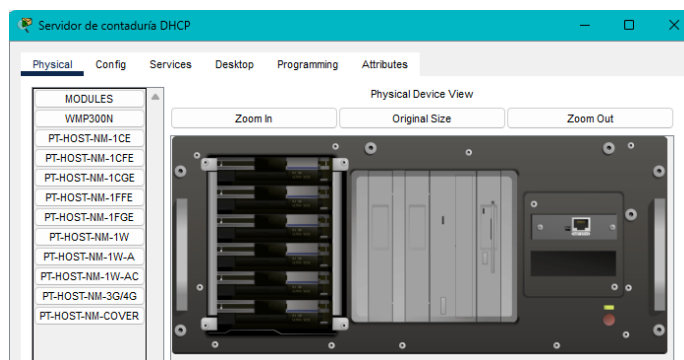 Servidor de contaduría DHCP
Physical Config Services Desktop Programming Attributes
MODULES
WMP300N
PT-HOST-NM-1CE
PT-HOST-NM-1CFE
PT-HOST-NM-1CGE
PT-HOST-NM-1FFE
PT-HOST-NM-1FGE
PT-HOST-NM-1W
PT-HOST-NM-1W-A
PT-HOST-NM-1W-AC
PT-HOST-NM-3G/4G
PT-HOST-NM-COVER
Physical Device View
Zoom In Original Size Zoom Out